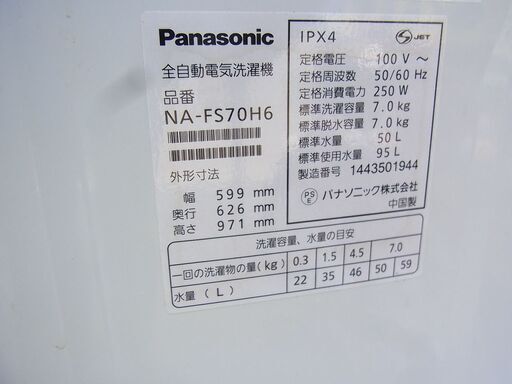 Panasonic
全自動電気洗濯機
品番
NA-FS70H6
外形寸法
幅 599 mm
奥行 626 mm
高さ 971 mm
IPX4
S JET
定格電圧 100 V ～
定格周波数 50/60 Hz
定格消費電力 250 W
標準洗濯容量 7.0 kg
標準脱水容量 7.0 kg
標準水量 50 L
標準使用水量 95 L
製造番号 1443501944
PS E パナソニック株式会社
中国製
洗濯容量、水量の目安
一回の洗濯物の量(kg) 0.3 1.5 4.5 7.0
水量 ( L ) 22 35 46 50 59